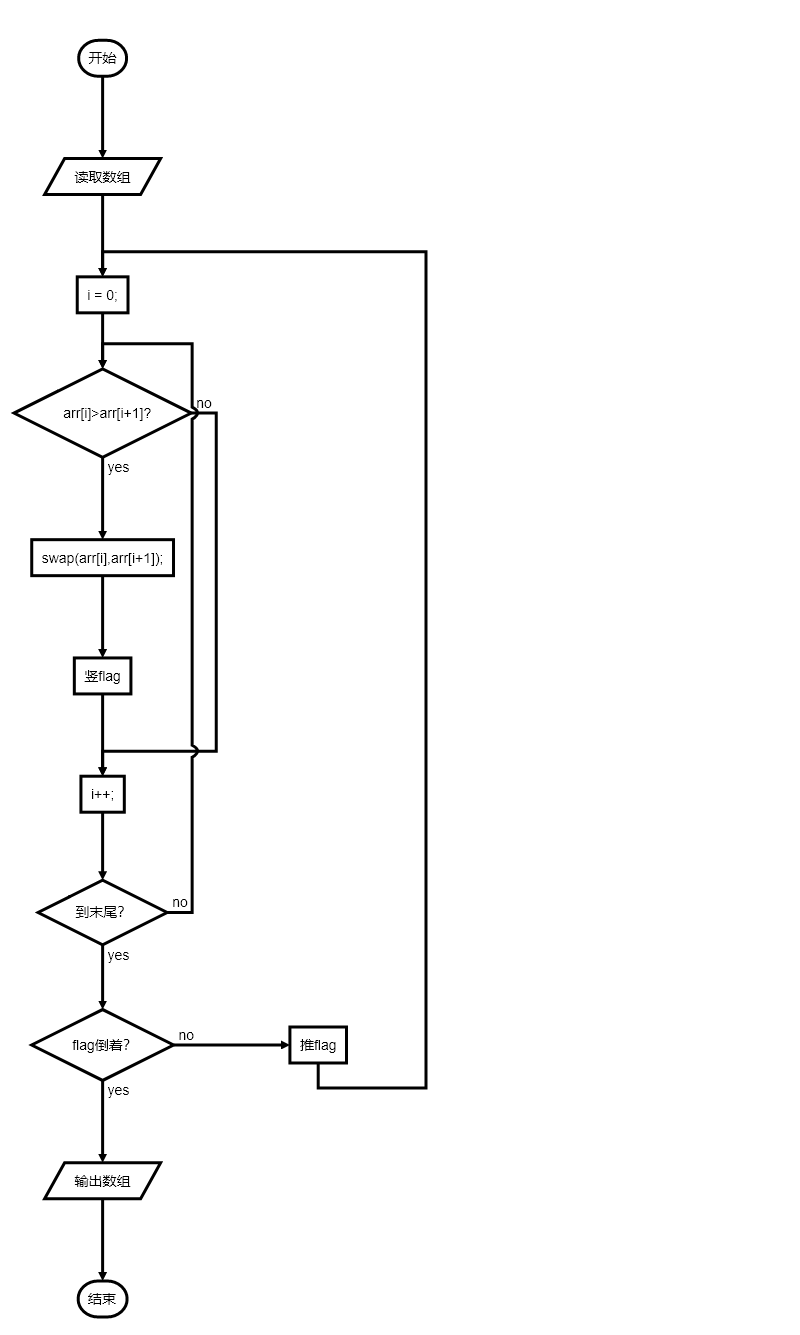 开始
读取数组
i = 0;
arr[i]>arr[i+1]?
no
yes
swap(arr[i],arr[i+1]);
竖flag
i++;
到末尾?
no
yes
flag倒着?
no
推flag
yes
输出数组
结束